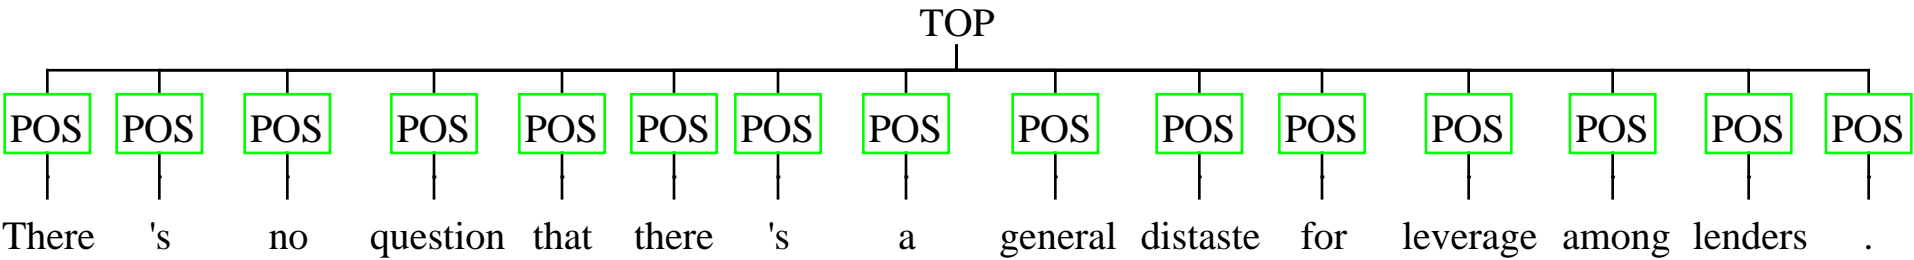 TOP
POS POS POS POS POS POS POS POS POS POS POS POS POS POS POS
There 's no question that there 's a general distaste for leverage among lenders .